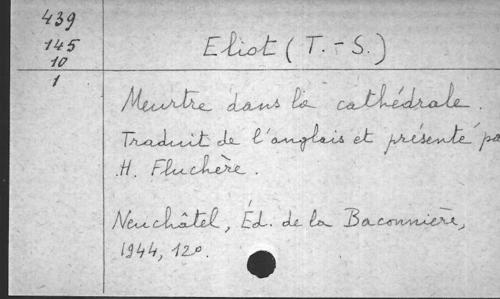 439
145
10
1
Eliot (T.-S.)
Meurtre dans la cathédrale.
Traduit de l'anglais et présenté pa
H. Fluchère.
Neuchâtel, Éd. de la Baconnière,
1944, 12o.